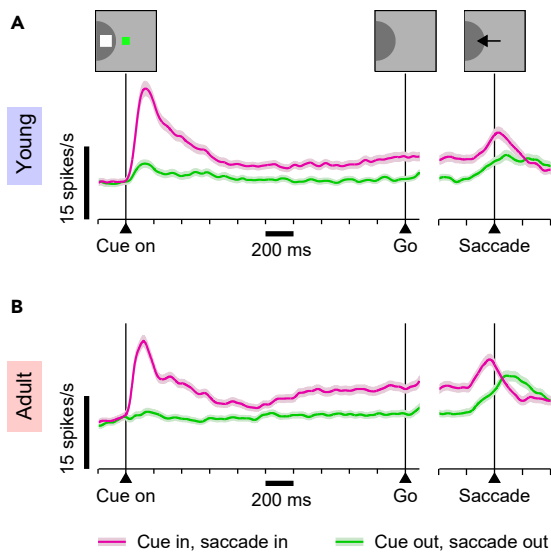 A
Young
15 spikes/s
Cue on
200 ms
Go
Saccade
B
Adult
15 spikes/s
Cue on
200 ms
Go
Saccade
Cue in, saccade in
Cue out, saccade out